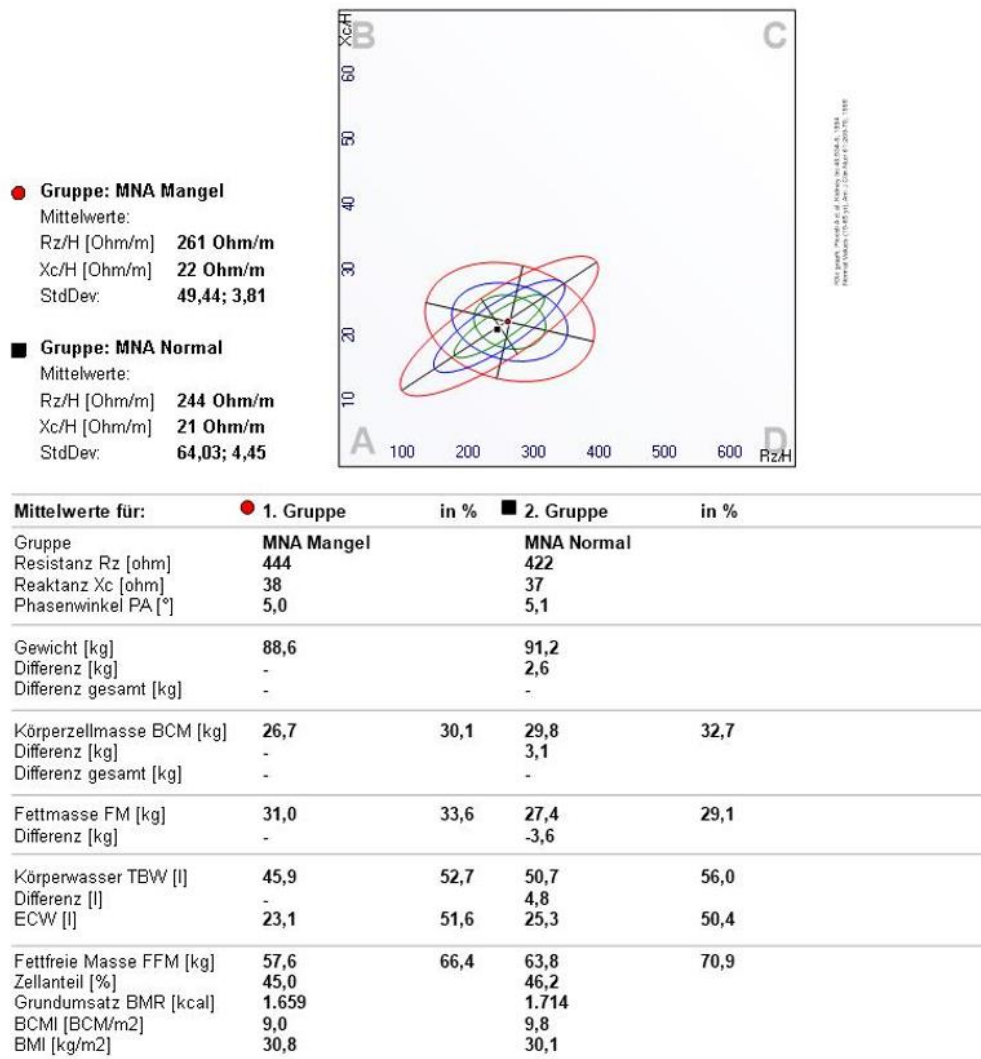 B
C
Xc/H
60
50
40
30
20
10
A
100 200 300 400 500 600
D
Rz/H
Gruppe: MNA Mangel
Mittelwerte:
Rz/H [Ohm/m] 261 Ohm/m
Xc/H [Ohm/m] 22 Ohm/m
StdDev: 49,44; 3,81
Gruppe: MNA Normal
Mittelwerte:
Rz/H [Ohm/m] 244 Ohm/m
Xc/H [Ohm/m] 21 Ohm/m
StdDev: 64,03; 4,45
Mittelwerte für: 1. Gruppe in % 2. Gruppe in %
Gruppe MNA Mangel MNA Normal
Resistanz Rz [ohm] 444 422
Reaktanz Xc [ohm] 38 37
Phasenwinkel PA [°] 5,0 5,1
Gewicht [kg] 88,6 91,2
Differenz [kg] - 2,6
Differenz gesamt [kg] - -
Körperzellmasse BCM [kg] 26,7 30,1 29,8 32,7
Differenz [kg] - 3,1
Differenz gesamt [kg] - -
Fettmasse FM [kg] 31,0 33,6 27,4 29,1
Differenz [kg] - -3,6
Körperwasser TBW [l] 45,9 52,7 50,7 56,0
Differenz [l] - 4,8
ECW [l] 23,1 51,6 25,3 50,4
Fettfreie Masse FFM [kg] 57,6 66,4 63,8 70,9
Zellanteil [%] 45,0 46,2
Grundumsatz BMR [kcal] 1.659 1.714
BCMI [BCM/m2] 9,0 9,8
BMI [kg/m2] 30,8 30,1